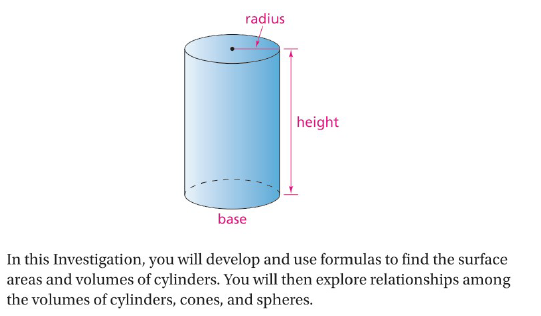 radius
height
base
In this Investigation, you will develop and use formulas to find the surface
areas and volumes of cylinders. You will then explore relationships among
the volumes of cylinders, cones, and spheres.